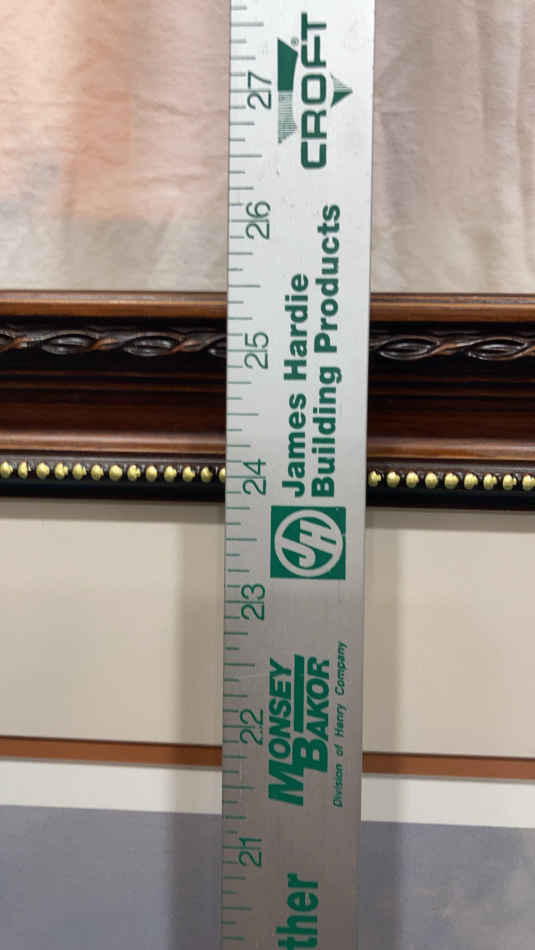 27
26
25
24
23
22
21
CROFT®
James Hardie
Building Products
JH
MONSEY
BAKOR
Division of Henry Company
ther